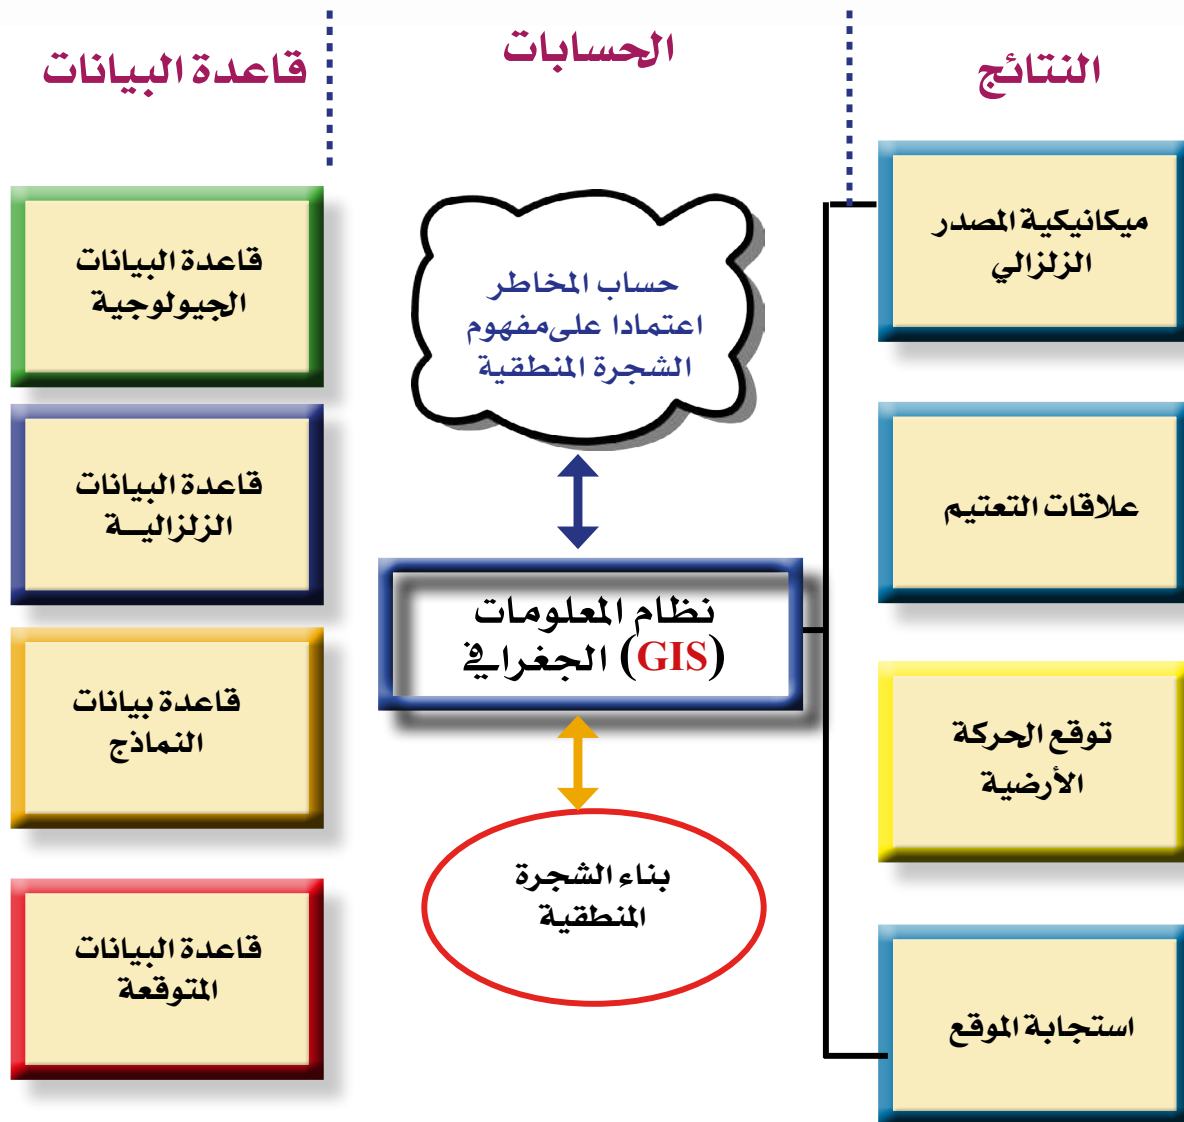 قاعدة البيانات
الحسابات
النتائج
قاعدة البيانات
الجيولوجية
قاعدة البيانات
الزلزاليــة
قاعدة بيانات
النماذج
قاعدة البيانات
المتوقعة
حساب المخاطر
اعتمادا على مفهوم
الشجرة المنطقية
نظام المعلومات
الجغرافي (GIS)
بناء الشجرة
المنطقية
ميكانيكية المصدر
الزلزالي
علاقات التعتيم
توقع الحركة
الأرضية
استجابة الموقع